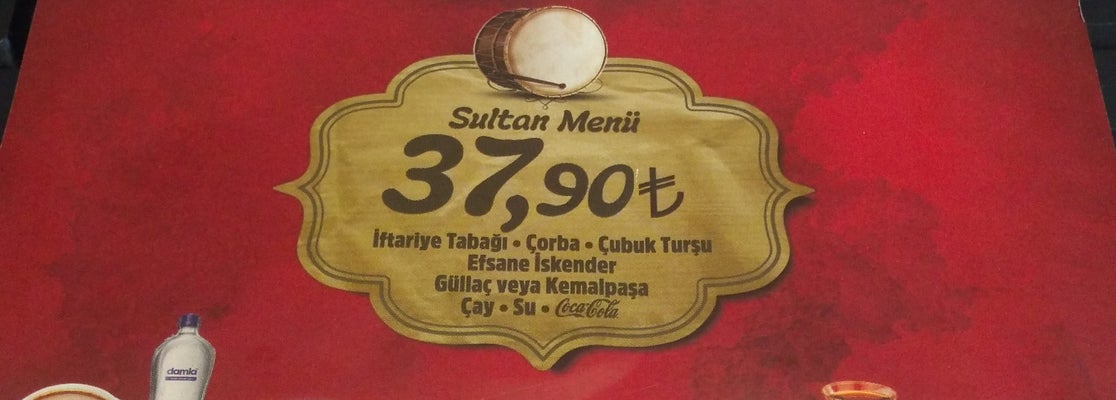 Sultan Menü
37,90₺
İftariye Tabağı • Çorba • Çubuk Turşu
Efsane İskender
Güllaç veya Kemalpaşa
Çay • Su • Coca-Cola
damla